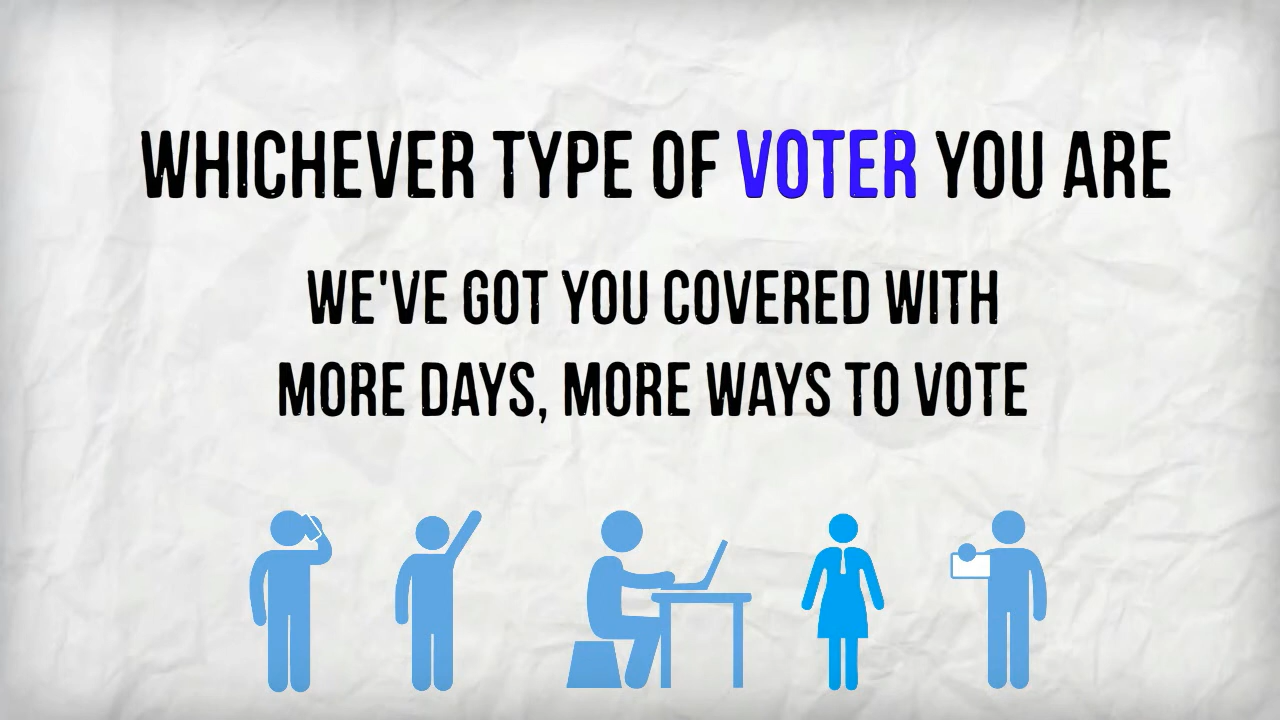 WHICHEVER TYPE OF VOTER YOU ARE
WE'VE GOT YOU COVERED WITH
MORE DAYS, MORE WAYS TO VOTE